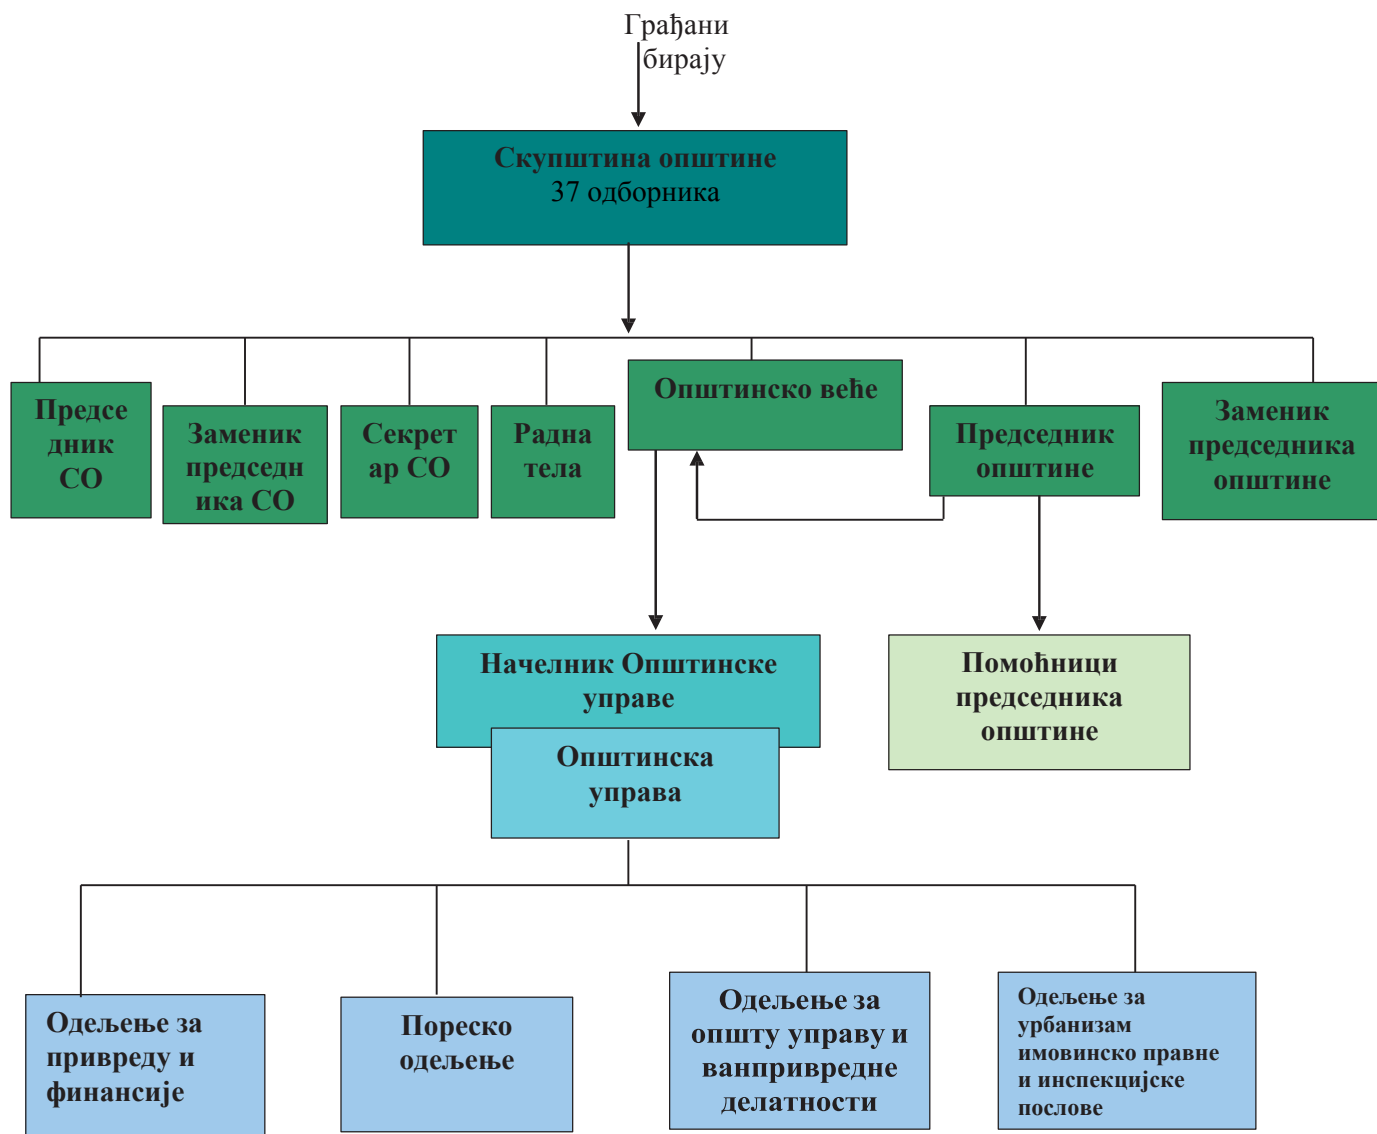 Грађани
бирају
Скупштина општине
37 одборника
Предсе
дник
СО
Заменик
председн
ика СО
Секрет
ар СО
Радна
тела
Општинско веће
Председник
општине
Заменик
председника
општине
Начелник Општинске
управе
Општинска
управа
Помоћници
председника
општине
Одељење за
привреду и
финансије
Пореско
одељење
Одељење за
општу управу и
ванпривредне
делатности
Одељење за
урбанизам
имовинско правне
и инспекцијске
послове